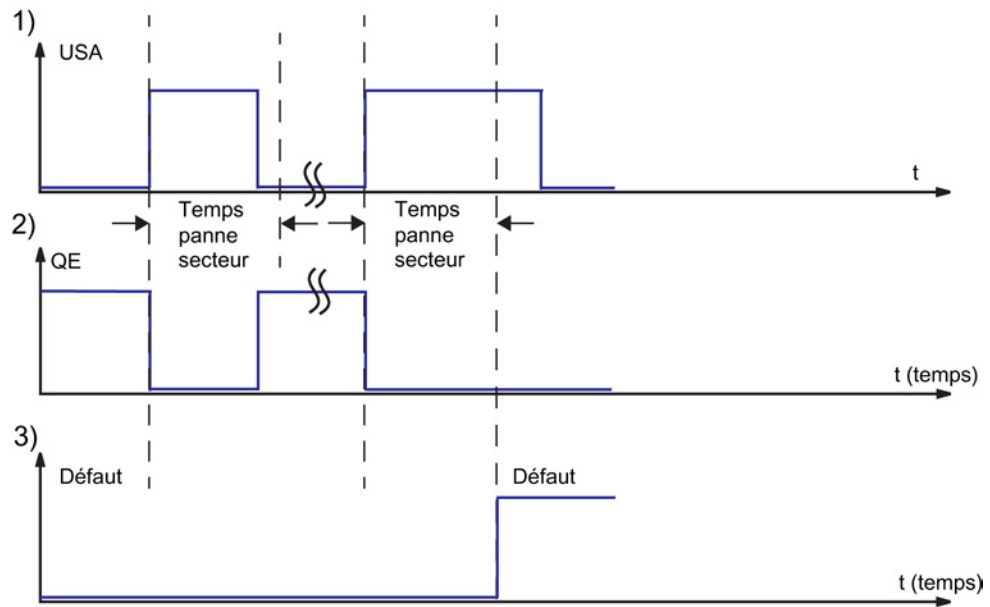 1)
USA
t
Temps
panne
secteur
Temps
panne
secteur
2)
QE
t (temps)
3)
Défaut
Défaut
t (temps)